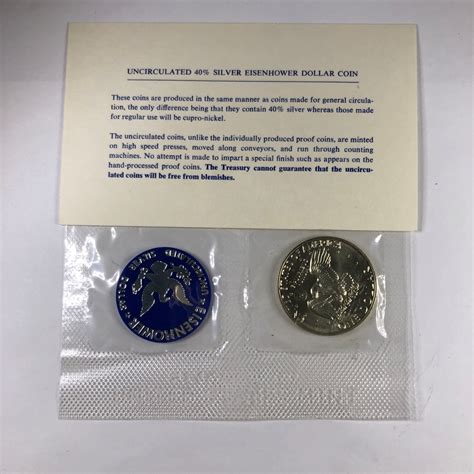 UNCIRCULATED 40% SILVER EISENHOWER DOLLAR COIN
These coins are produced in the same manner as coins made for general circula-
tion, the only difference being that they contain 40% silver whereas those made
for regular use will be cupro-nickel.
The uncirculated coins, unlike the individually produced proof coins, are minted
on high speed presses, moved along conveyors, and run through counting
machines. No attempt is made to impart a special finish such as appears on the
hand-processed proof coins. The Treasury cannot guarantee that the uncircu-
lated coins will be free from blemishes.
UNCIRCULATED SILVER DOLLAR
EISENHOWER